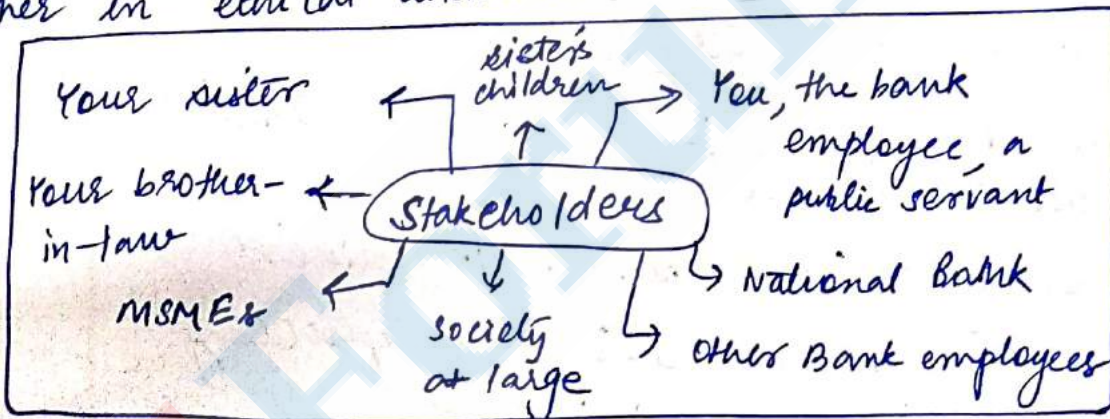 sister's
children
Your sister
You, the bank
employee, a
public servant
Your brother-
in-law
Stakeholders
MSMEs
society
at large
National Bank
Other Bank employees